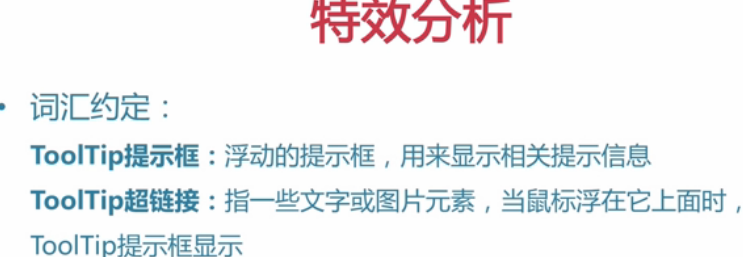 特效分析
• 词汇约定：
ToolTip提示框：浮动的提示框，用来显示相关提示信息
ToolTip超链接：指一些文字或图片元素，当鼠标浮在它上面时，
ToolTip提示框显示